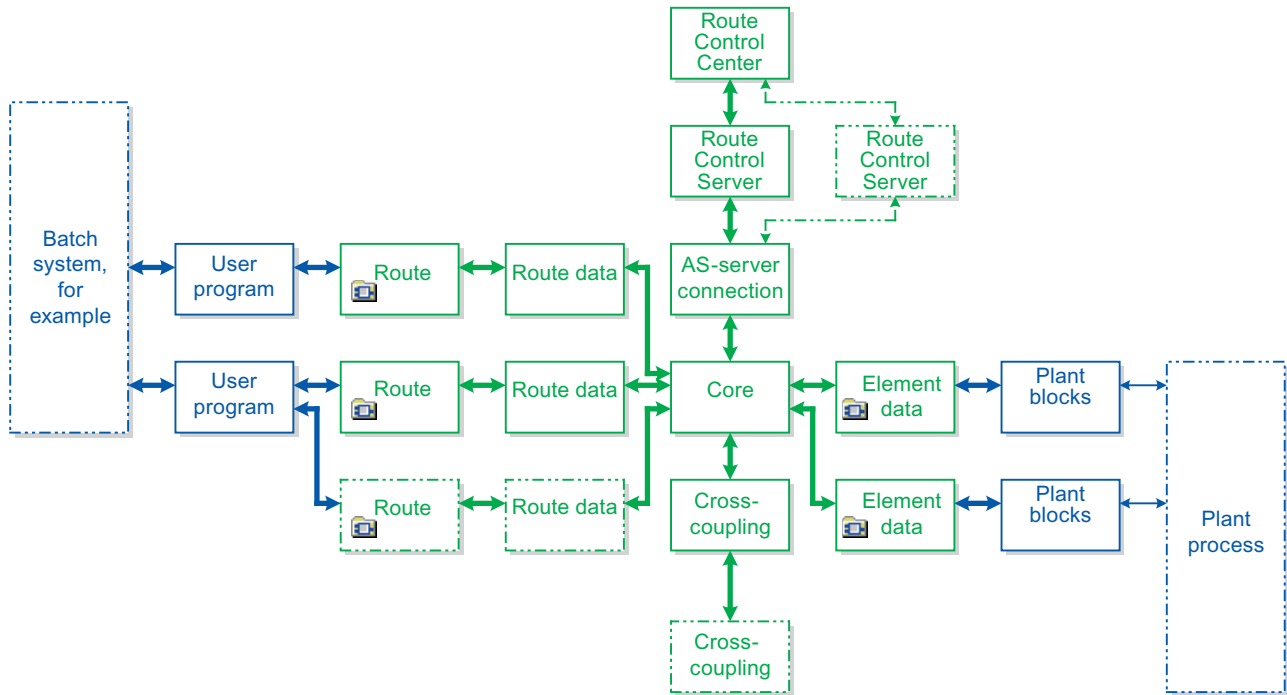 Route
Control
Center
Route
Control
Server
Route
Control
Server
Batch
system,
for
example
User
program
Route
Route data
AS-server
connection
User
program
Route
Route data
Core
Element
data
Plant
blocks
Route
Route data
Cross-
coupling
Element
data
Plant
blocks
Plant
process
Cross-
coupling